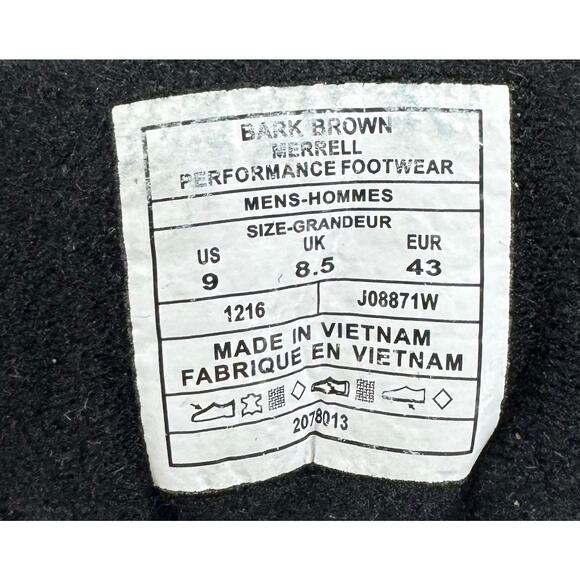 BARK BROWN
MERRELL
PERFORMANCE FOOTWEAR
MENS-HOMMES
SIZE-GRANDEUR
US UK EUR
9 8.5 43
1216 J08871W
MADE IN VIETNAM
FABRIQUE EN VIETNAM
2078013